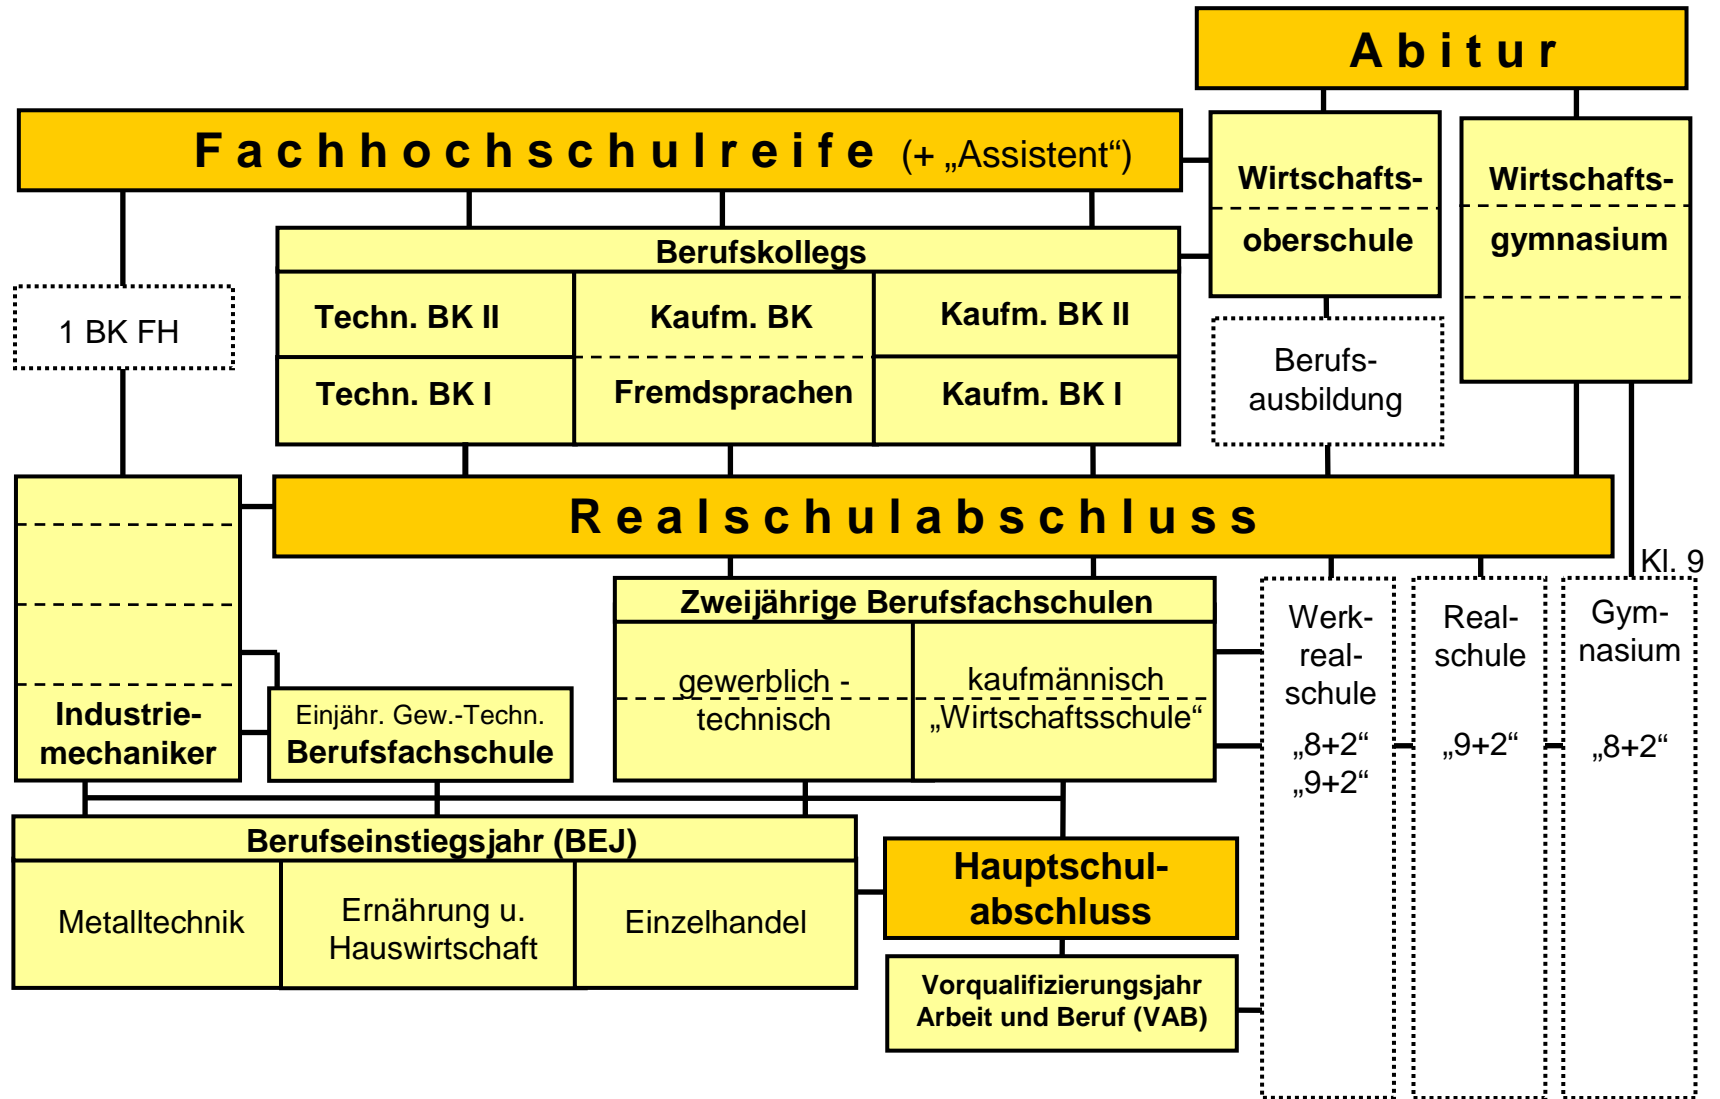 Abitur
Fachhochschulreife (+ „Assistent“)
Wirtschafts-
oberschule
Wirtschafts-
gymnasium
Berufskollegs
Techn. BK II
Kaufm. BK
Kaufm. BK II
Techn. BK I
Fremdsprachen
Kaufm. BK I
1 BK FH
Berufs-
ausbildung
Realschulabschluss
Kl. 9
Industrie-
mechaniker
Einjähr. Gew.-Techn.
Berufsfachschule
Zweijährige Berufsfachschulen
gewerblich -
technisch
kaufmännisch
„Wirtschaftsschule“
Werk-
real-
schule
„8+2“
„9+2“
Real-
schule
„9+2“
Gym-
nasium
„8+2“
Berufseinstiegsjahr (BEJ)
Metalltechnik
Ernährung u.
Hauswirtschaft
Einzelhandel
Hauptschul-
abschluss
Vorqualifizierungsjahr
Arbeit und Beruf (VAB)